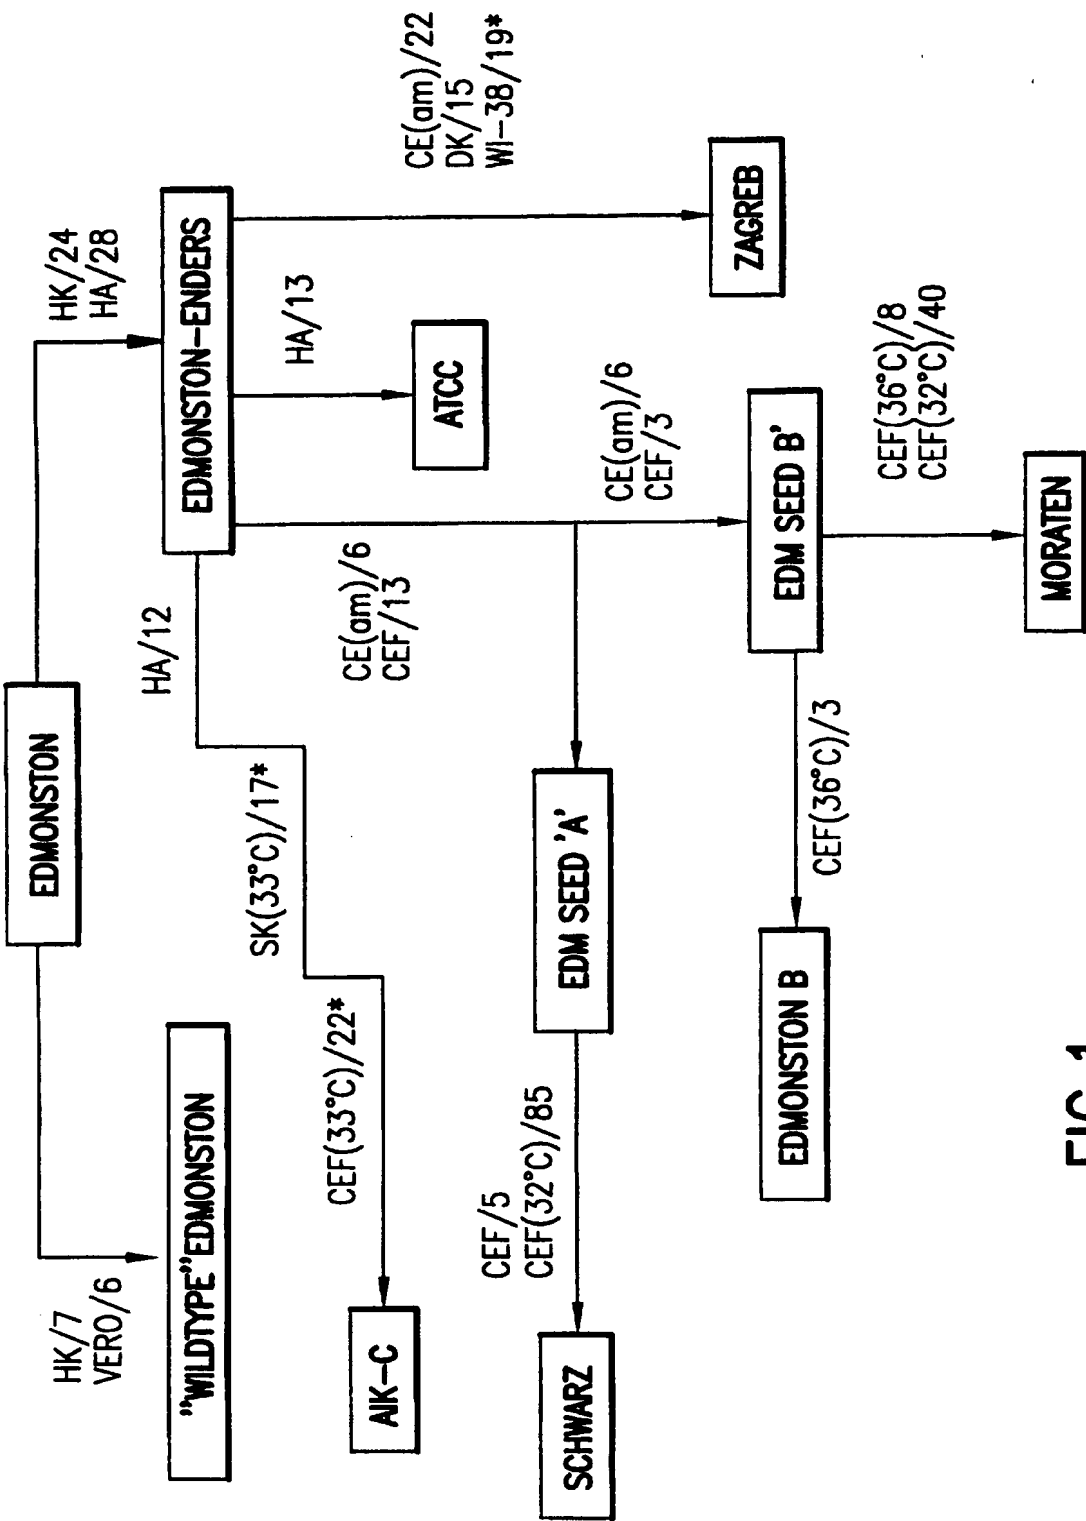 EDMONSTON
HK/7
VERO/6
HK/24
HA/28
"WILDTYPE"EDMONSTON
EDMONSTON-ENDERS
HA/12
SK(33°C)/17*
CEF(33°C)/22*
AIK-C
CE(am)/6
CEF/13
HA/13
ATCC
CE(am)/22
DK/15
WI-38/19*
ZAGREB
EDM SEED 'A'
CEF/5
CEF(32°C)/85
SCHWARZ
CE(am)/6
CEF/3
EDM SEED B'
CEF(36°C)/3
EDMONSTON B
CEF(36°C)/8
CEF(32°C)/40
MORATEN
FIG.1